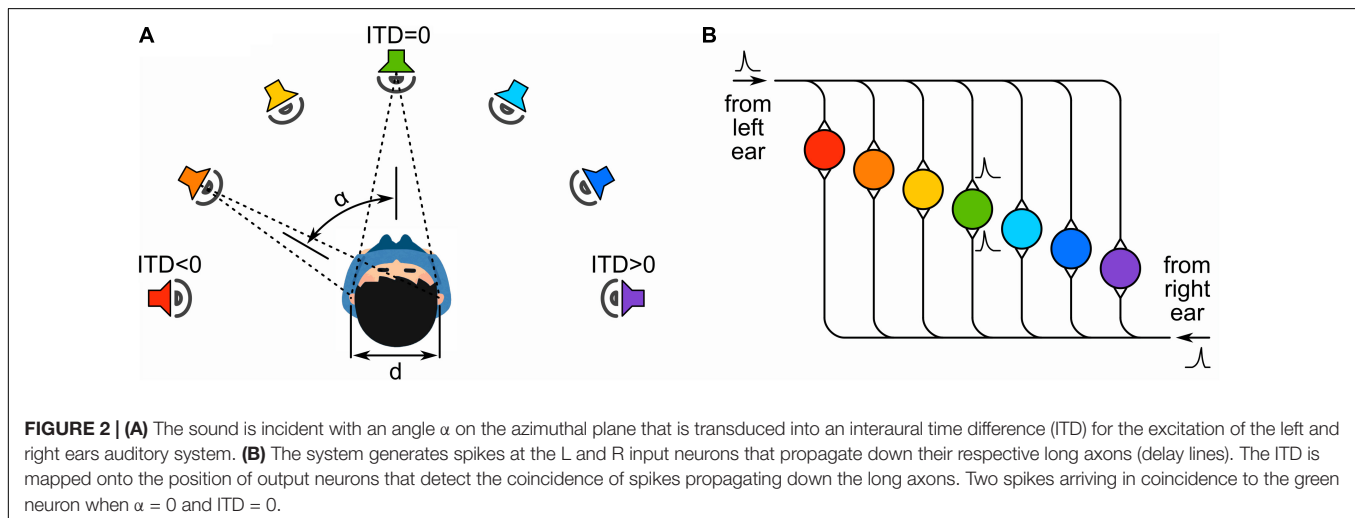 A
ITD=0
B
from
left
ear
α
ITD<0
ITD>0
from
right
ear
d
FIGURE 2 | (A) The sound is incident with an angle α on the azimuthal plane that is transduced into an interaural time difference (ITD) for the excitation of the left and
right ears auditory system. (B) The system generates spikes at the L and R input neurons that propagate down their respective long axons (delay lines). The ITD is
mapped onto the position of output neurons that detect the coincidence of spikes propagating down the long axons. Two spikes arriving in coincidence to the green
neuron when α = 0 and ITD = 0.